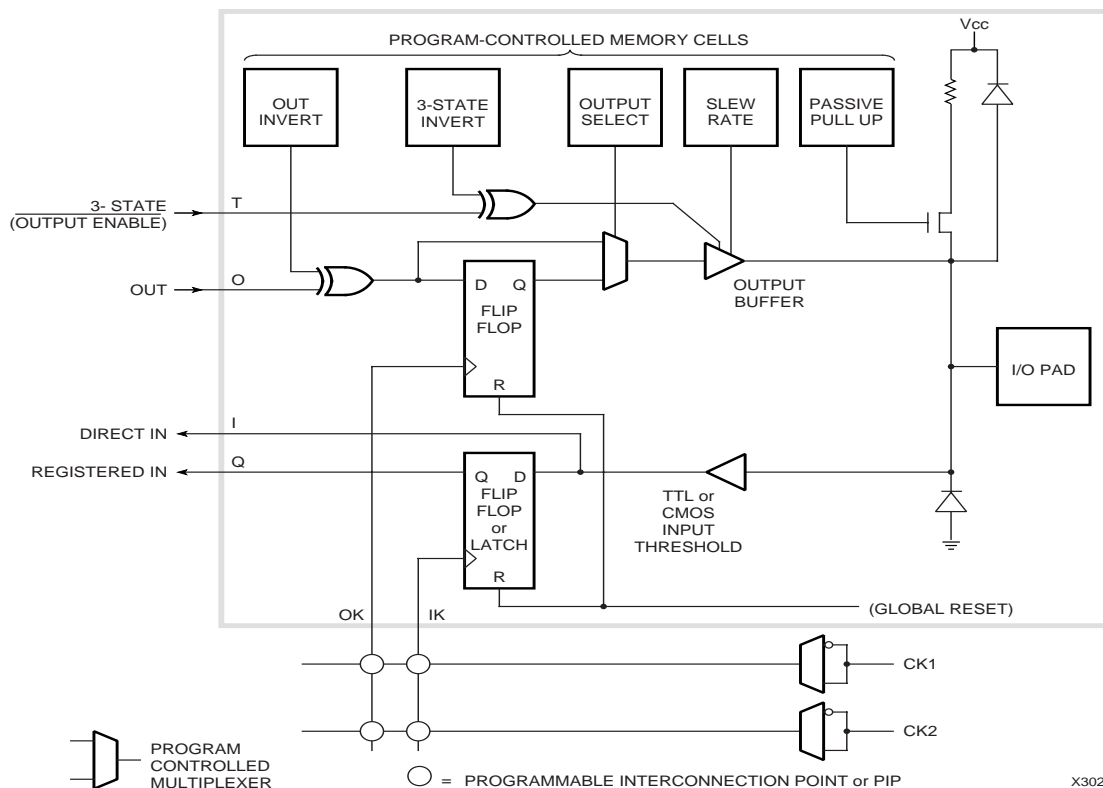 Vcc
PROGRAM-CONTROLLED MEMORY CELLS
OUT
INVERT
3-STATE
INVERT
OUTPUT
SELECT
SLEW
RATE
PASSIVE
PULL UP
3- STATE
(OUTPUT ENABLE)
T
OUT
O
D Q
FLIP
FLOP
R
OUTPUT
BUFFER
I/O PAD
DIRECT IN
I
REGISTERED IN
Q
Q D
FLIP
FLOP
or
LATCH
R
TTL or
CMOS
INPUT
THRESHOLD
(GLOBAL RESET)
OK
IK
CK1
CK2
PROGRAM
CONTROLLED
MULTIPLEXER
= PROGRAMMABLE INTERCONNECTION POINT or PIP
X302